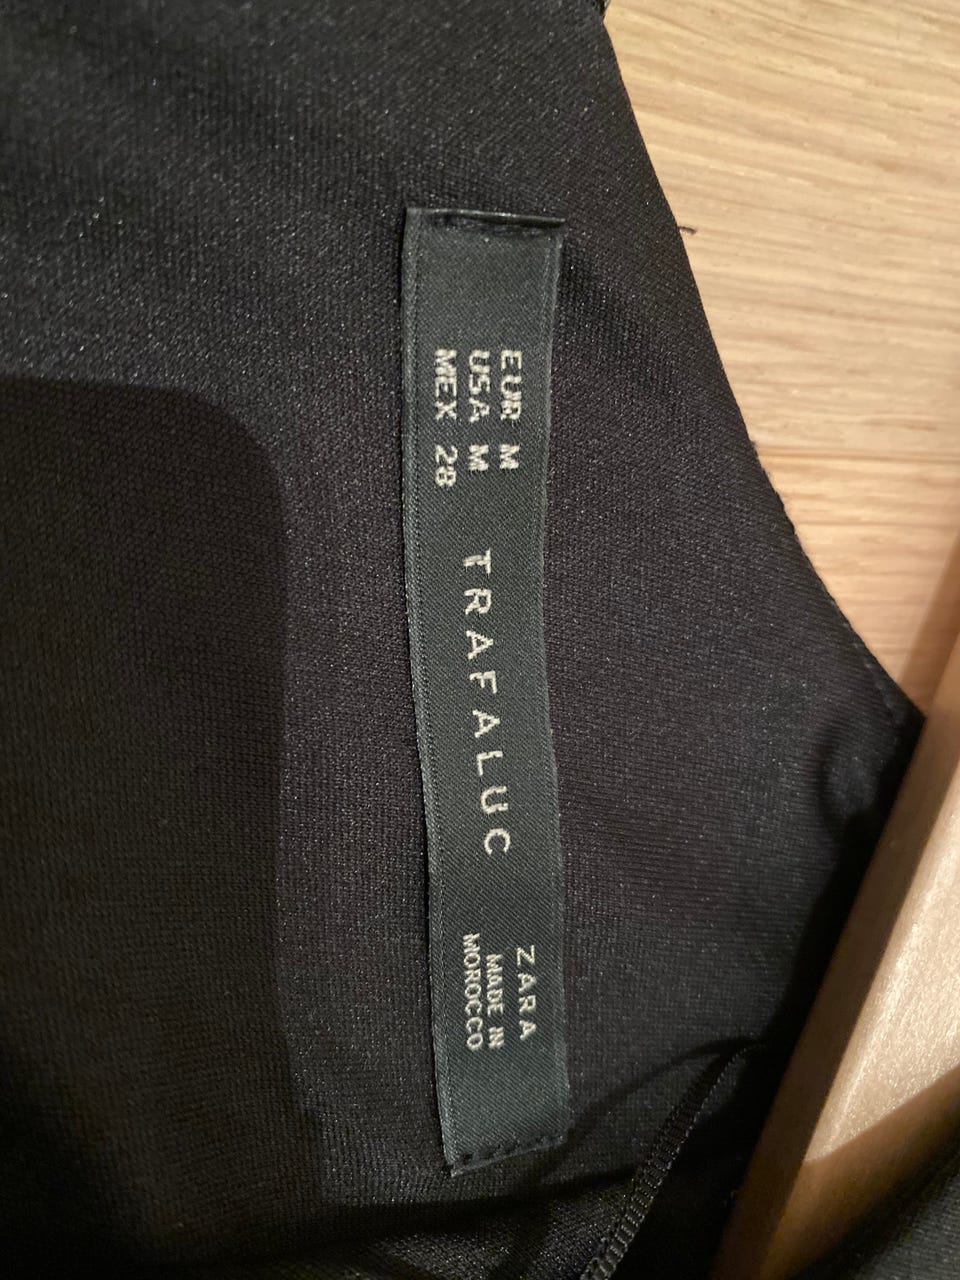 EUR M
USA M
MEX 28
TRAFALUC
ZARA
MADE IN
MOROCCO